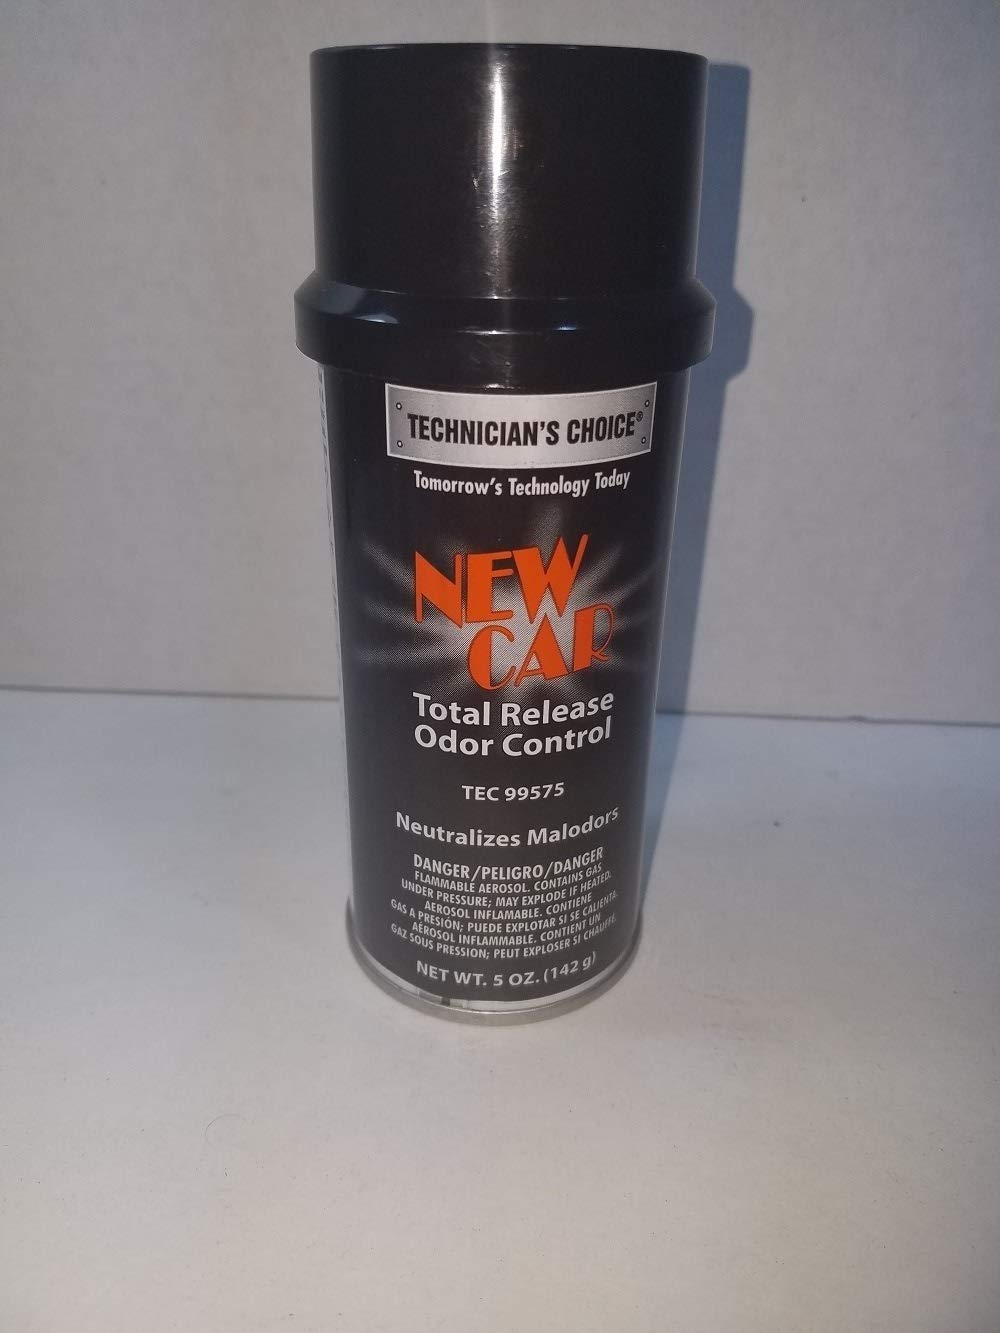 TECHNICIAN'S CHOICE®
Tomorrow's Technology Today
NEW
CAR
Total Release
Odor Control
TEC 99575
Neutralizes Malodors
DANGER/PELIGRO/DANGER
FLAMMABLE AEROSOL. CONTAINS GAS
UNDER PRESSURE; MAY EXPLODE IF HEATED.
AEROSOL INFLAMABLE. CONTIENE
GAS A PRESIÓN; PUEDE EXPLOTAR SI SE CALIENTA.
AÉROSOL INFLAMMABLE. CONTIENT UN
GAZ SOUS PRESSION; PEUT EXPLOSER SI CHAUFFÉ.
NET WT. 5 OZ. (142 g)